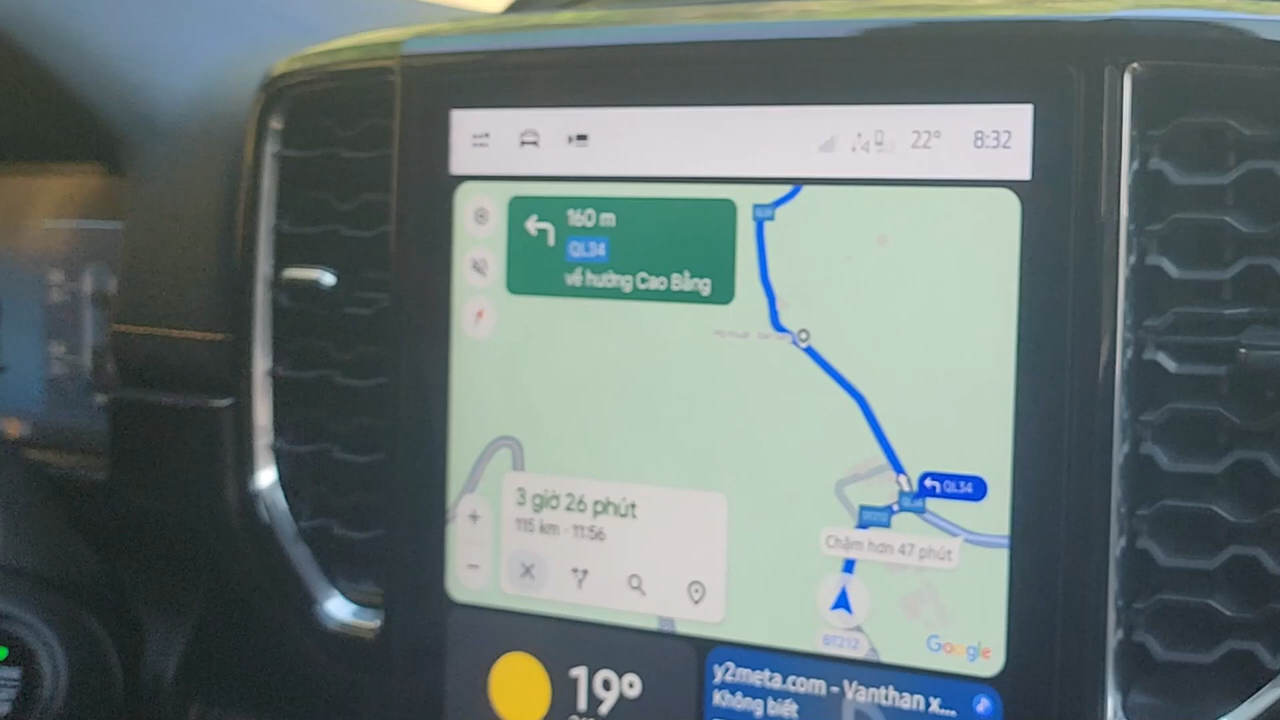 22° 8:32
160 m
QL34
về hướng Cao Bằng
QL34
3 giờ 26 phút
115 km · 11:56
Chậm hơn 47 phút
ĐT212
Google
19°
y2meta.com - Vanthan x...
Không biết